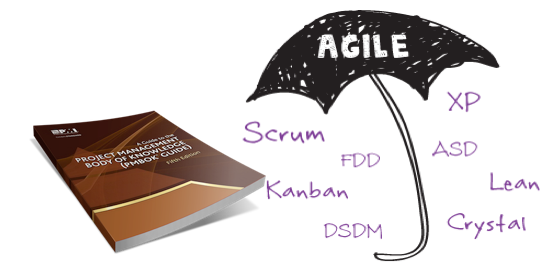 AGILE
XP
Scrum
FDD
ASD
Kanban
Lean
DSDM
Crystal
PMI
A Guide to the
PROJECT MANAGEMENT
BODY OF KNOWLEDGE
(PMBOK® GUIDE)
Fifth Edition